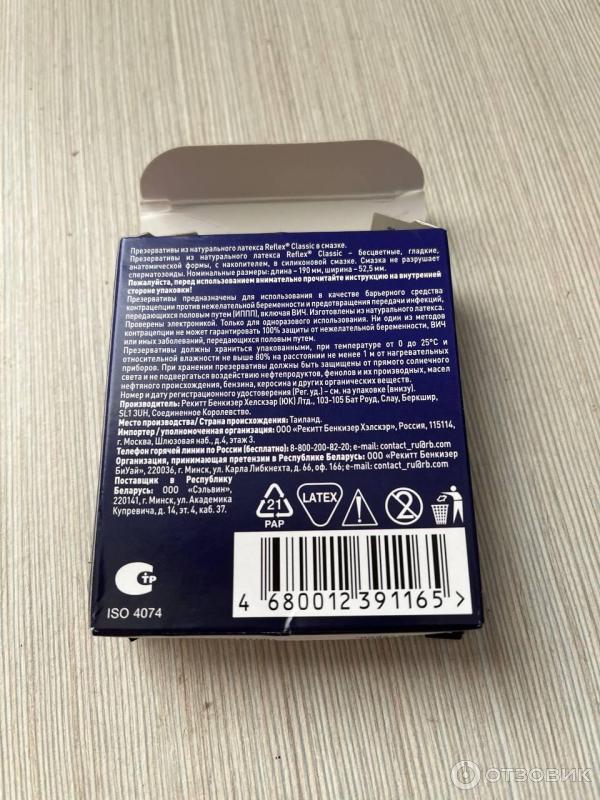 Презервативы из натурального латекса Reflex® Classic в смазке.
Презервативы из натурального латекса Reflex® Classic – бесцветные, гладкие,
анатомической формы, с накопителем, в силиконовой смазке. Смазка не разрушает
сперматозоиды. Номинальные размеры: длина – 190 мм, ширина – 52,5 мм.
Пожалуйста, перед использованием внимательно прочитайте инструкцию на внутренней
стороне упаковки!
Презервативы предназначены для использования в качестве барьерного средства
контрацепции против нежелательной беременности и предотвращения передачи инфекций,
передающихся половым путем (ИППП), включая ВИЧ. Изготовлены из натурального латекса.
Проверены электроникой. Только для одноразового использования. Ни один из методов
контрацепции не может гарантировать 100% защиты от нежелательной беременности, ВИЧ
или иных заболеваний, передающихся половым путем.
Презервативы должны храниться упакованными, при температуре от 0 до 25°С и
относительной влажности не выше 80% на расстоянии не менее 1 м от нагревательных
приборов. При хранении презервативы должны быть защищены от прямого солнечного
света и не подвергаться воздействию нефтепродуктов, фенолов и их производных, масел
нефтяного происхождения, бензина, керосина и других органических веществ.
Номер и дату регистрационного удостоверения (Рег. уд.) – см. на упаковке (внизу).
Производитель: Рекитт Бенкизер Хелскэар (ЮК) Лтд., 103-105 Бат Роуд, Слау, Беркшир,
SL1 3UH, Соединенное Королевство.
Место производства/ Страна происхождения: Таиланд.
Импортер / уполномоченная организация: ООО «Рекитт Бенкизер Хэлскэр», Россия, 115114,
г. Москва, Шлюзовая наб., д.4, этаж 3.
Телефон горячей линии по России (бесплатно): 8-800-200-82-20; e-mail: contact_ru@rb.com
Организация, принимающая претензии в Республике Беларусь: ООО «Рекитт Бенкизер
БиУай», 220036, г. Минск, ул. Карла Либкнехта, д. 66, оф. 166; e-mail: contact_ru@rb.com
Поставщик в Республику
Беларусь: ООО «Сэльвин»,
220141, г. Минск, ул. Академика
Купревича, д. 14, эт. 4, каб. 37.
21
PAP
LATEX
2
СТР
ISO 4074
4 680012 391165 >
ОТЗОВИК